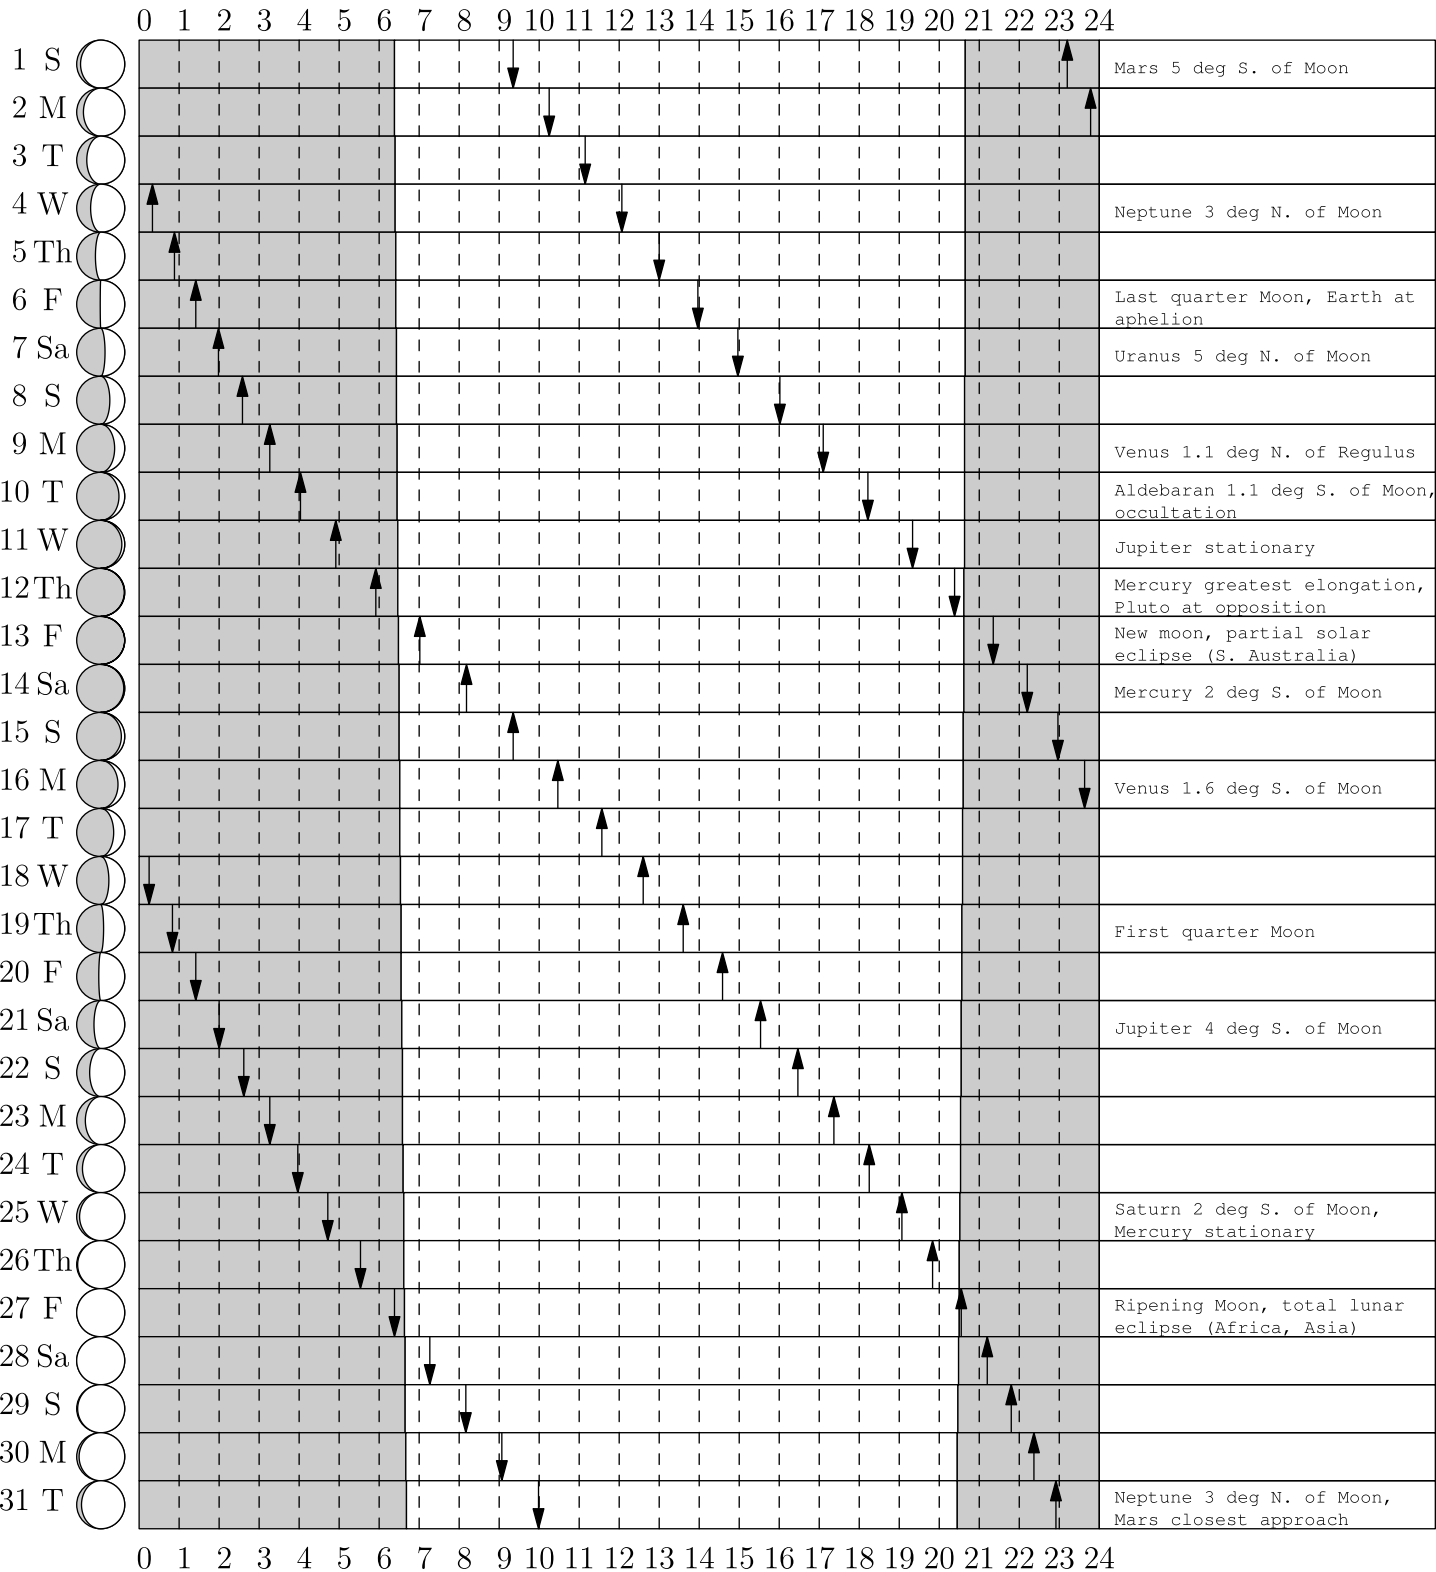 0 1 2 3 4 5 6 7 8 9 10 11 12 13 14 15 16 17 18 19 20 21 22 23 24
1 S Mars 5 deg S. of Moon
2 M
3 T
4 W Neptune 3 deg N. of Moon
5 Th
6 F Last quarter Moon, Earth at
aphelion
7 Sa Uranus 5 deg N. of Moon
8 S
9 M Venus 1.1 deg N. of Regulus
10 T Aldebaran 1.1 deg S. of Moon,
occultation
11 W Jupiter stationary
12 Th Mercury greatest elongation,
Pluto at opposition
13 F New moon, partial solar
eclipse (S. Australia)
14 Sa Mercury 2 deg S. of Moon
15 S
16 M Venus 1.6 deg S. of Moon
17 T
18 W
19 Th First quarter Moon
20 F
21 Sa Jupiter 4 deg S. of Moon
22 S
23 M
24 T
25 W Saturn 2 deg S. of Moon,
Mercury stationary
26 Th
27 F Ripening Moon, total lunar
eclipse (Africa, Asia)
28 Sa
29 S
30 M
31 T Neptune 3 deg N. of Moon,
Mars closest approach
0 1 2 3 4 5 6 7 8 9 10 11 12 13 14 15 16 17 18 19 20 21 22 23 24